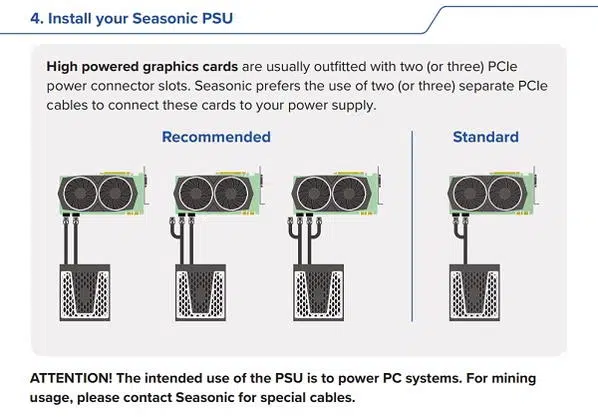 4. Install your Seasonic PSU
High powered graphics cards are usually outfitted with two (or three) PCIe
power connector slots. Seasonic prefers the use of two (or three) separate PCIe
cables to connect these cards to your power supply.
Recommended
Standard
ATTENTION! The intended use of the PSU is to power PC systems. For mining
usage, please contact Seasonic for special cables.